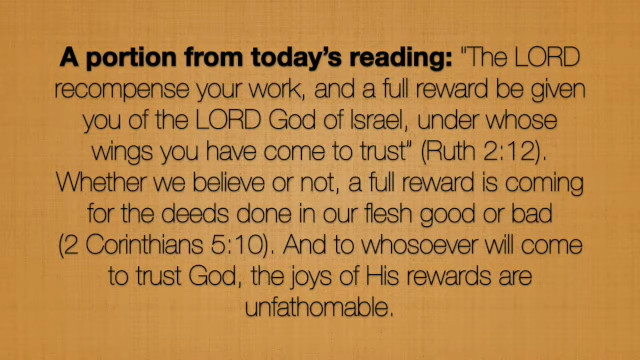 A portion from today’s reading: "The LORD
recompense your work, and a full reward be given
you of the LORD God of Israel, under whose
wings you have come to trust” (Ruth 2:12).
Whether we believe or not, a full reward is coming
for the deeds done in our flesh good or bad
(2 Corinthians 5:10). And to whosoever will come
to trust God, the joys of His rewards are
unfathomable.